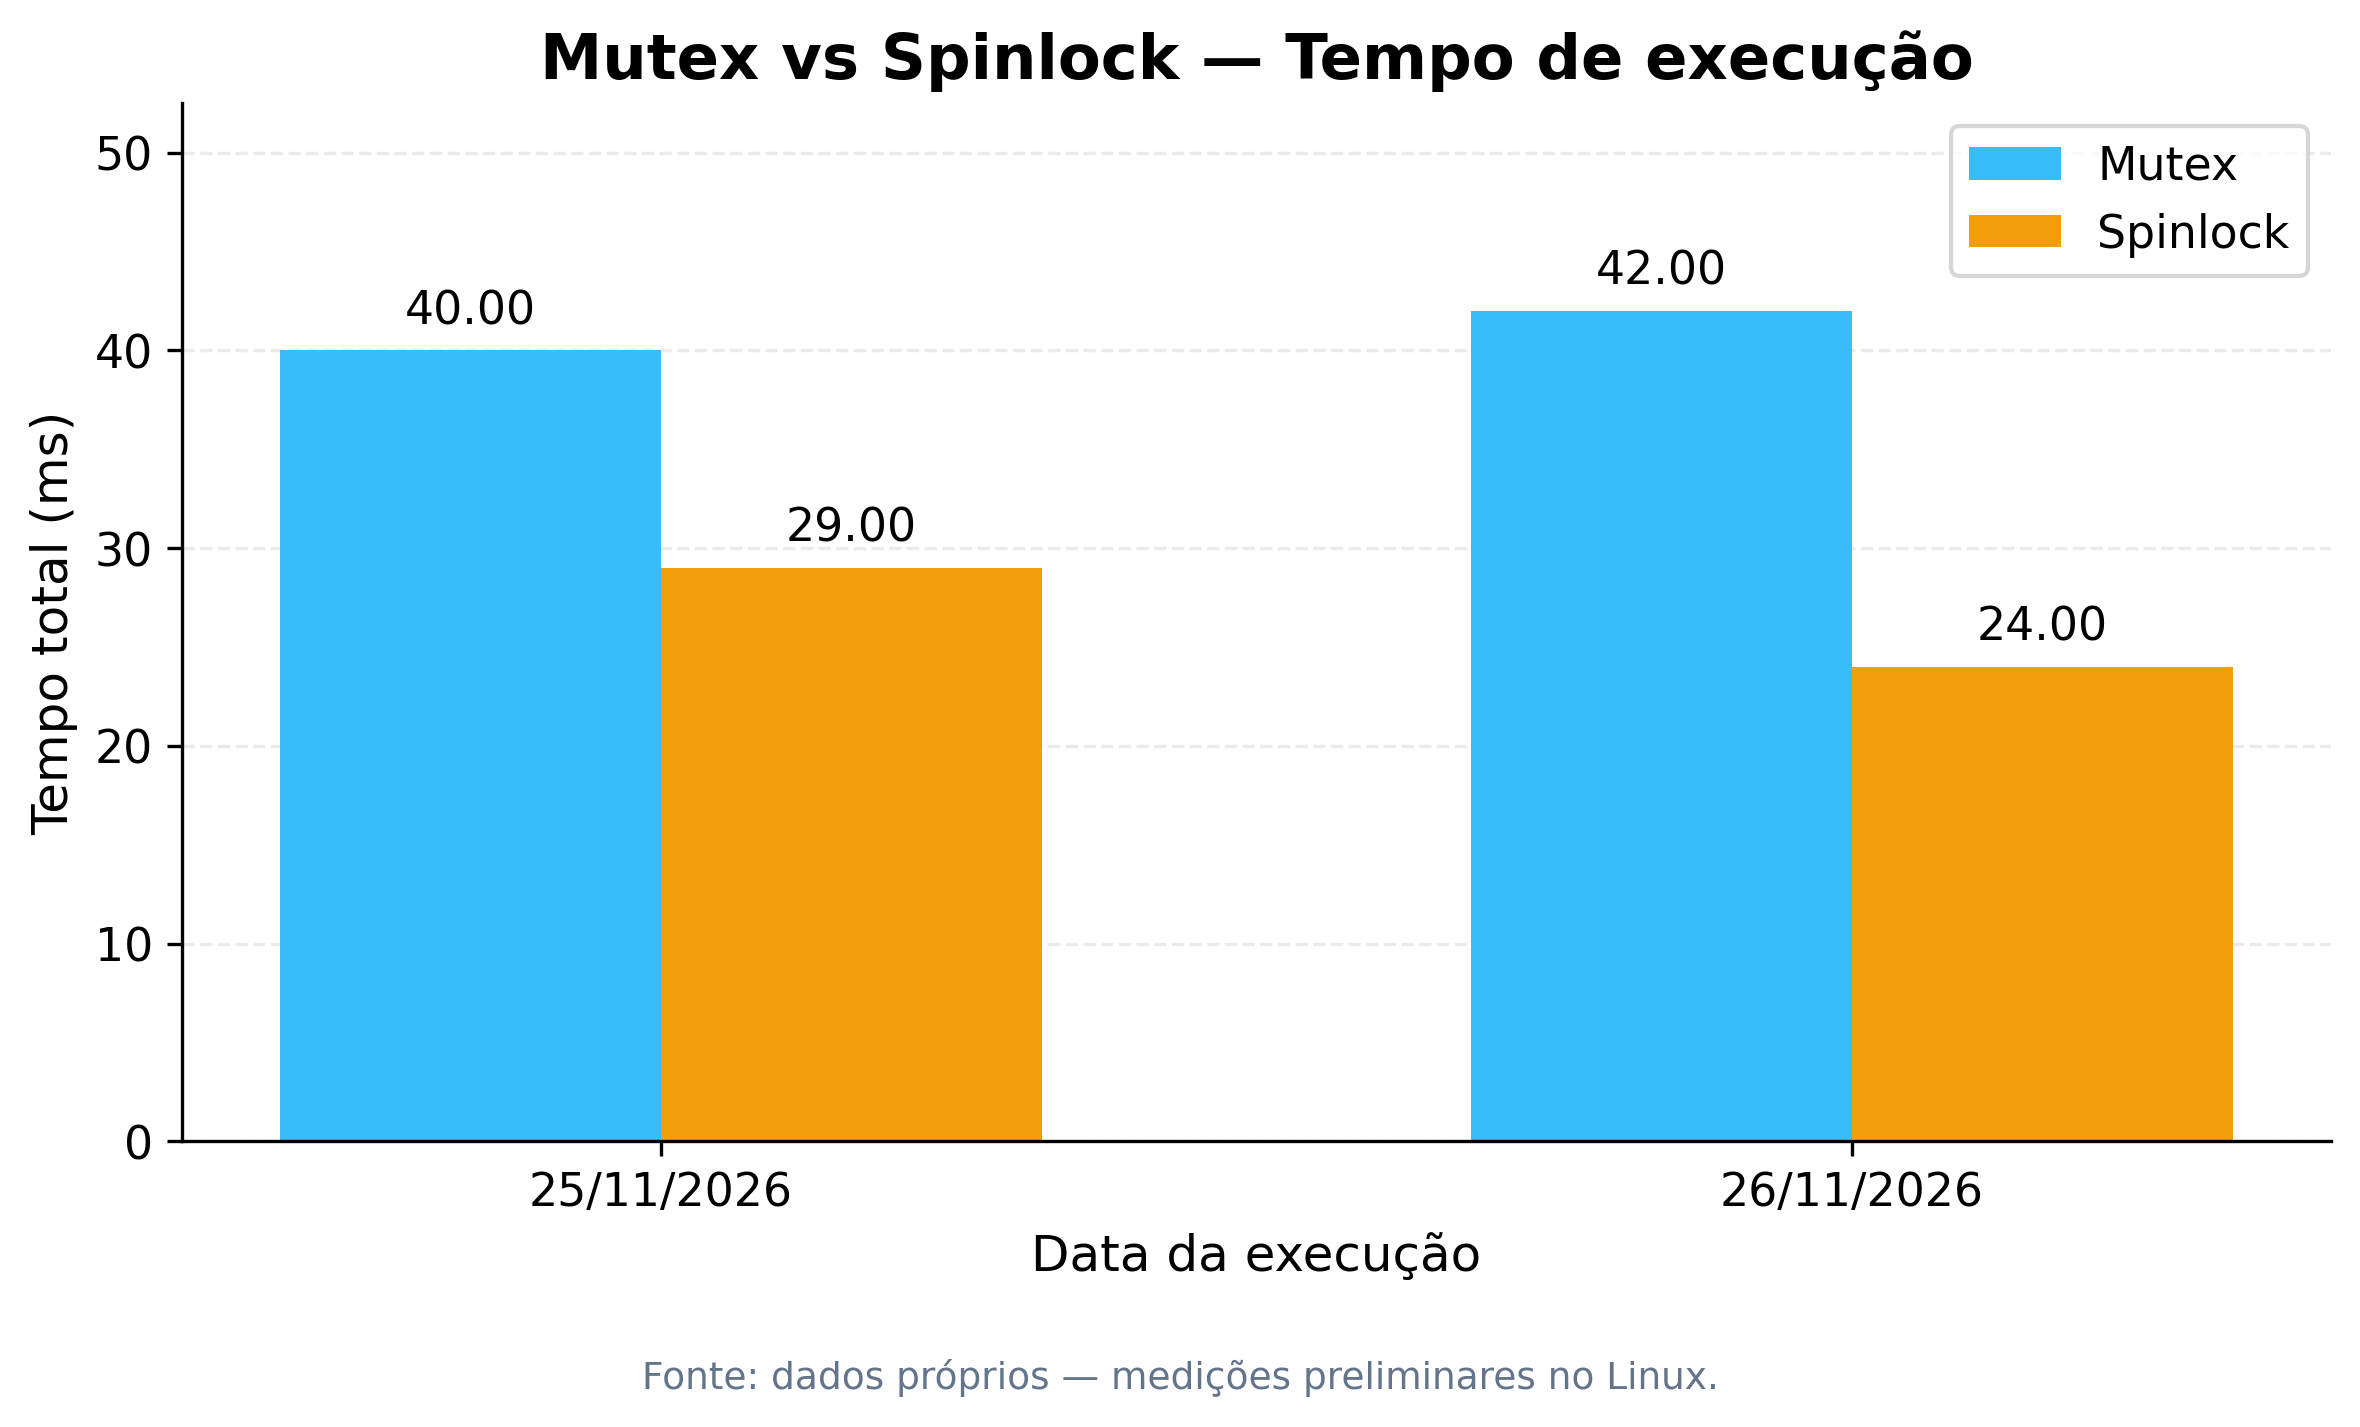 Mutex vs Spinlock — Tempo de execução
Mutex
Spinlock
Tempo total (ms)
50
40
30
20
10
0
40.00
29.00
42.00
24.00
25/11/2026
26/11/2026
Data da execução
Fonte: dados próprios — medições preliminares no Linux.